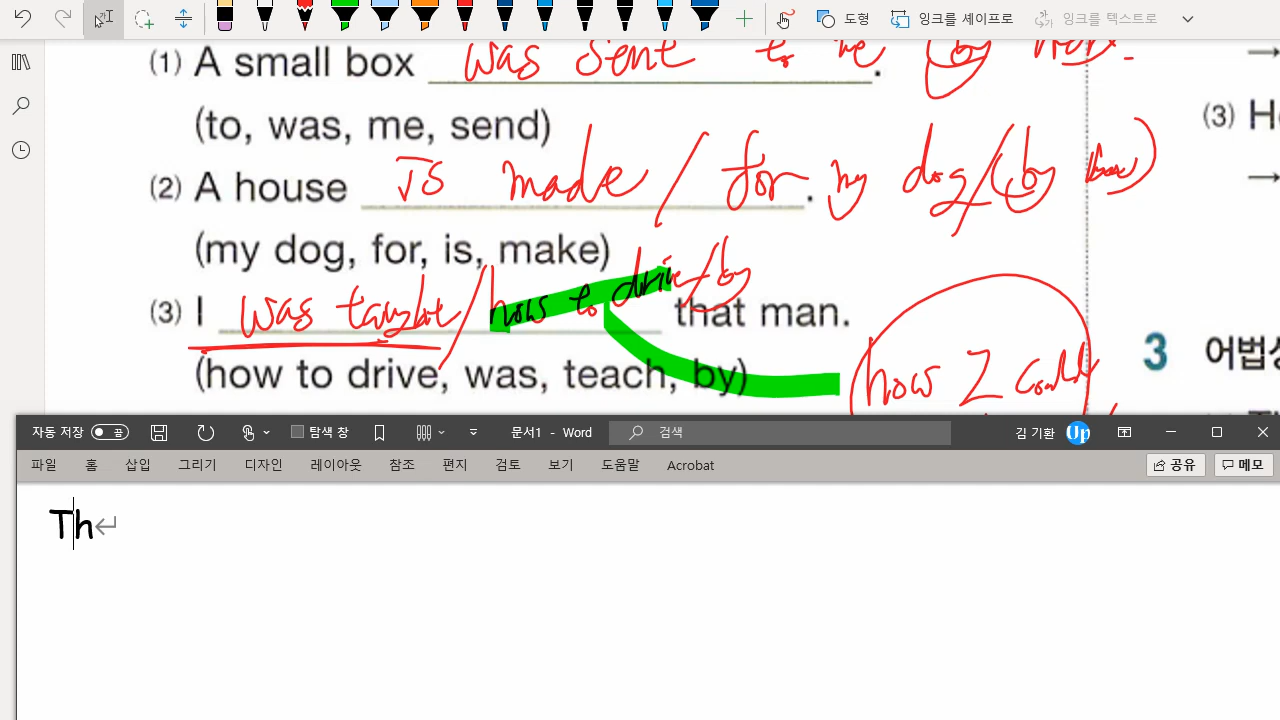 도형 잉크를 셰이프로 잉크를 텍스트로
(1) A small box was sent to me (by her).
(to, was, me, send)
(2) A house is made / for my dog / (by
(my dog, for, is, make)
(3) I was taught / how to drive / by that man.
(how to drive, was, teach, by)
how I could
(3) H
3 어법상
자동 저장 끔 탐색 창 문서1 - Word 검색 김 기환 Up
파일 홈 삽입 그리기 디자인 레이아웃 참조 편지 검토 보기 도움말 Acrobat 공유 메모
Th